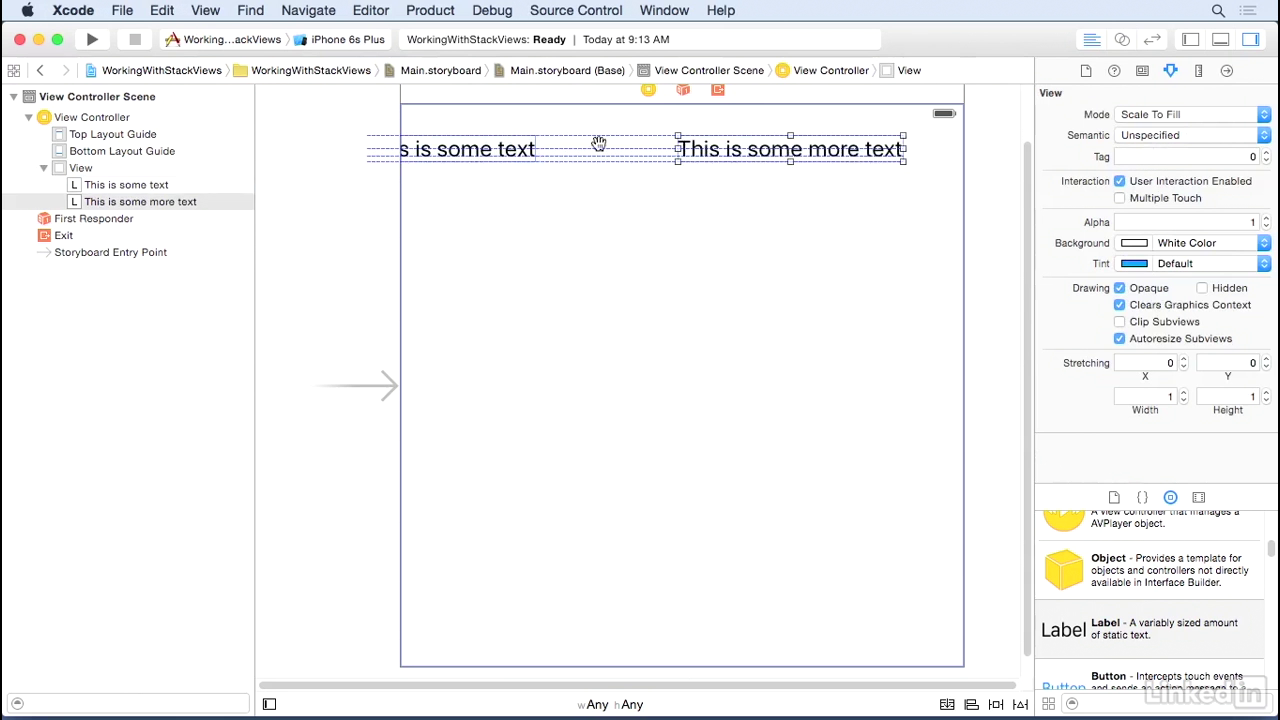 Xcode File Edit View Find Navigate Editor Product Debug Source Control Window Help
Working...ackViews iPhone 6s Plus WorkingWithStackViews: Ready Today at 9:13 AM
WorkingWithStackViews WorkingWithStackViews Main.storyboard Main.storyboard (Base) View Controller Scene View Controller View
View Controller Scene
View Controller
Top Layout Guide
Bottom Layout Guide
View
L This is some text
L This is some more text
First Responder
Exit
Storyboard Entry Point
s is some text
This is some more text
wAny hAny
View
Mode Scale To Fill
Semantic Unspecified
Tag 0
Interaction User Interaction Enabled
Multiple Touch
Alpha 1
Background White Color
Tint Default
Drawing Opaque Hidden
Clears Graphics Context
Clip Subviews
Autoresize Subviews
Stretching 0 0
X Y
1 1
Width Height
A view controller that manages a
AVPlayer object.
Object - Provides a template for
objects and controllers not directly
available in Interface Builder.
Label
Label - A variably sized amount
of static text.
Button
Button - Intercepts touch events
and sends an action message to a
LinkedIn